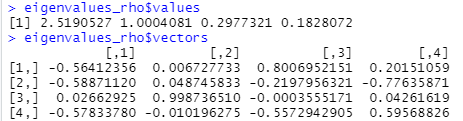 > eigenvalues_rho$values
[1] 2.5190527 1.0004081 0.2977321 0.1828072
> eigenvalues_rho$vectors
[,1] [,2] [,3] [,4]
[1,] -0.56412356 0.006727733 0.8006952151 0.20151059
[2,] -0.58871120 0.048745833 -0.2197956321 -0.77635871
[3,] 0.02662925 0.998736510 -0.0003555171 0.04261619
[4,] -0.57833780 -0.010196275 -0.5572942905 0.59568826